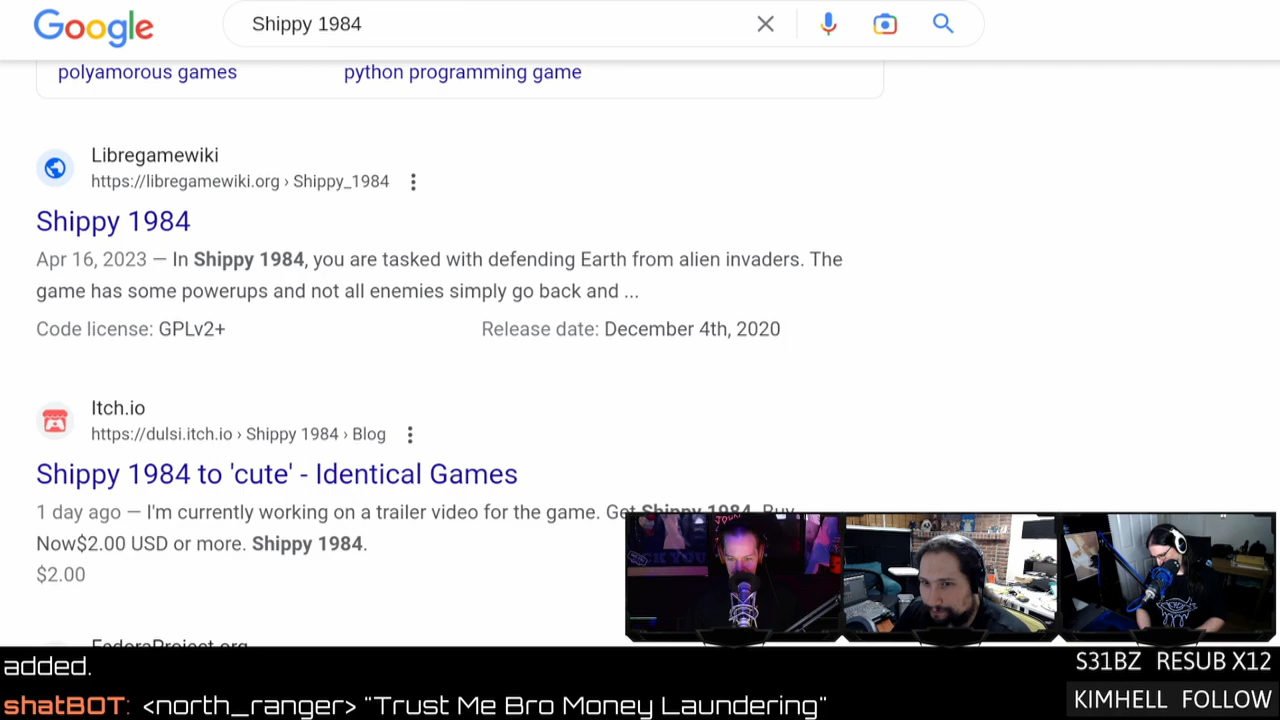 Google
Shippy 1984
polyamorous games
python programming game
Libregamewiki
https://libregamewiki.org › Shippy_1984
Shippy 1984
Apr 16, 2023 — In Shippy 1984, you are tasked with defending Earth from alien invaders. The
game has some powerups and not all enemies simply go back and ...
Code license: GPLv2+
Release date: December 4th, 2020
Itch.io
https://dulsi.itch.io › Shippy 1984 › Blog
Shippy 1984 to 'cute' - Identical Games
1 day ago — I'm currently working on a trailer video for the game. Get Shippy 1984. Buy
Now$2.00 USD or more. Shippy 1984.
$2.00
FedoraProject.org
added.
shatBOT: <north_ranger> "Trust Me Bro Money Laundering"
S31BZ RESUB X12
KIMHELL FOLLOW